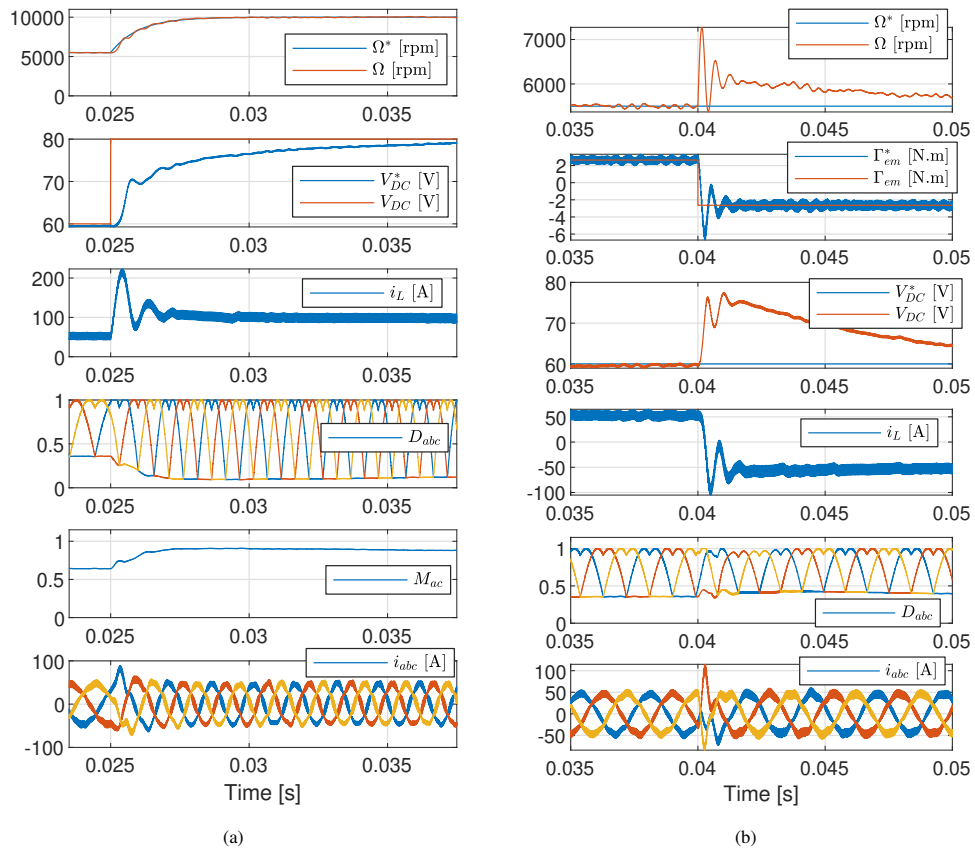 10000
5000
0
Ω* [rpm]
Ω [rpm]
0.025 0.03 0.035
80
70
60
V*DC [V]
VDC [V]
0.025 0.03 0.035
200
100
0
iL [A]
0.025 0.03 0.035
1
0.5
0
Dabc
0.025 0.03 0.035
1
0.5
0
Mac
0.025 0.03 0.035
100
0
-100
iabc [A]
0.025 0.03 0.035
Time [s]
(a)
7000
6000
Ω* [rpm]
Ω [rpm]
0.035 0.04 0.045 0.05
2
0
-2
-4
-6
Γ*em [N.m]
Γem [N.m]
0.035 0.04 0.045 0.05
80
70
60
V*DC [V]
VDC [V]
0.035 0.04 0.045 0.05
50
0
-50
-100
iL [A]
0.035 0.04 0.045 0.05
1
0.5
0
Dabc
0.035 0.04 0.045 0.05
100
50
0
-50
iabc [A]
0.035 0.04 0.045 0.05
Time [s]
(b)